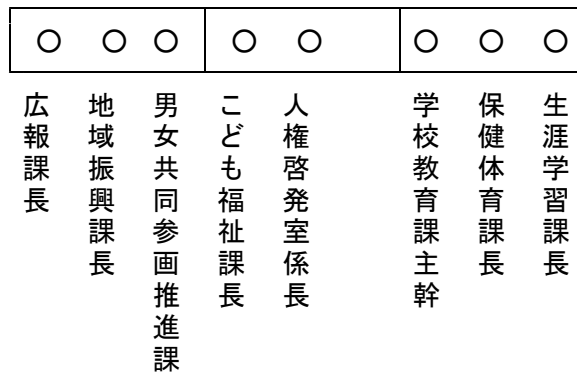 ○ ○ ○ ○ ○ ○ ○ ○
広報課長
地域振興課長
男女共同参画推進課
こども福祉課長
人権啓発室係長
学校教育課主幹
保健体育課長
生涯学習課長